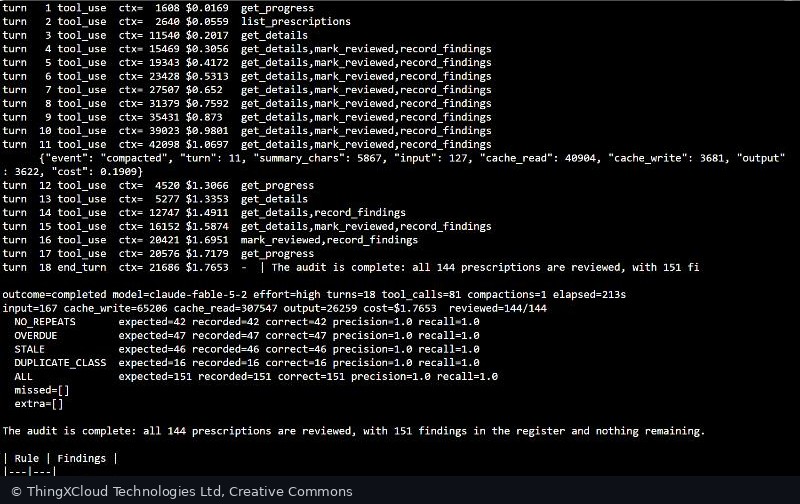 turn 1 tool_use ctx= 1608 $0.0169 get_progress
turn 2 tool_use ctx= 2640 $0.0559 list_prescriptions
turn 3 tool_use ctx= 11540 $0.2017 get_details
turn 4 tool_use ctx= 15469 $0.3056 get_details,mark_reviewed,record_findings
turn 5 tool_use ctx= 19343 $0.4172 get_details,mark_reviewed,record_findings
turn 6 tool_use ctx= 23428 $0.5313 get_details,mark_reviewed,record_findings
turn 7 tool_use ctx= 27507 $0.652 get_details,mark_reviewed,record_findings
turn 8 tool_use ctx= 31379 $0.7592 get_details,mark_reviewed,record_findings
turn 9 tool_use ctx= 35431 $0.873 get_details,mark_reviewed,record_findings
turn 10 tool_use ctx= 39023 $0.9801 get_details,mark_reviewed,record_findings
turn 11 tool_use ctx= 42098 $1.0697 get_details,mark_reviewed,record_findings
{"event": "compacted", "turn": 11, "summary_chars": 5867, "input": 127, "cache_read": 40904, "cache_write": 3681, "output"
: 3622, "cost": 0.1909}
turn 12 tool_use ctx= 4520 $1.3066 get_progress
turn 13 tool_use ctx= 5277 $1.3353 get_details
turn 14 tool_use ctx= 12747 $1.4911 get_details,record_findings
turn 15 tool_use ctx= 16152 $1.5874 get_details,mark_reviewed,record_findings
turn 16 tool_use ctx= 20421 $1.6951 mark_reviewed,record_findings
turn 17 tool_use ctx= 20576 $1.7179 get_progress
turn 18 end_turn ctx= 21686 $1.7653 - | The audit is complete: all 144 prescriptions are reviewed, with 151 fi
outcome=completed model=claude-fable-5-2 effort=high turns=18 tool_calls=81 compactions=1 elapsed=213s
input=167 cache_write=65206 cache_read=307547 output=26259 cost=$1.7653 reviewed=144/144
NO_REPEATS expected=42 recorded=42 correct=42 precision=1.0 recall=1.0
OVERDUE expected=47 recorded=47 correct=47 precision=1.0 recall=1.0
STALE expected=46 recorded=46 correct=46 precision=1.0 recall=1.0
DUPLICATE_CLASS expected=16 recorded=16 correct=16 precision=1.0 recall=1.0
ALL expected=151 recorded=151 correct=151 precision=1.0 recall=1.0
missed=[]
extra=[]
The audit is complete: all 144 prescriptions are reviewed, with 151 findings in the register and nothing remaining.
| Rule | Findings |
|---|---|
© ThingXCloud Technologies Ltd, Creative Commons